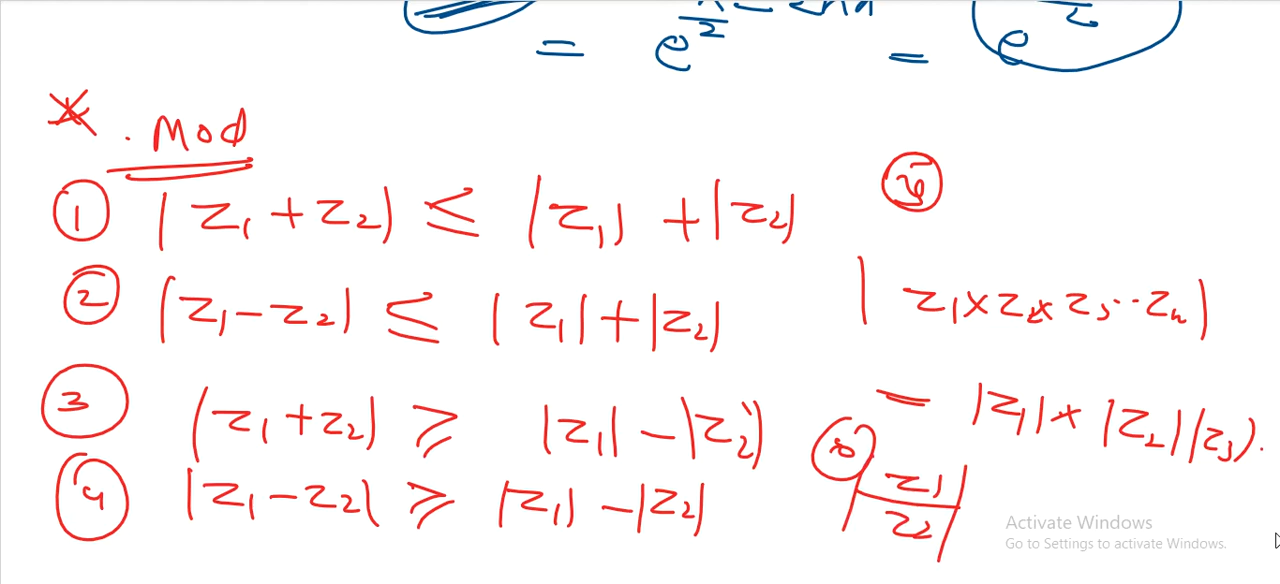 = e = e
* . Mod
① |z₁ + z₂| ≤ |z₁| + |z₂|
② |z₁ - z₂| ≤ |z₁| + |z₂|
③ |z₁ + z₂| ≥ |z₁| - |z₂|
④ |z₁ - z₂| ≥ |z₁| - |z₂|
|z₁ × z₂ × z₃ ... zₙ|
= |z₁| × |z₂| |z₃|.
|z₁/z₂|
Activate Windows
Go to Settings to activate Windows.